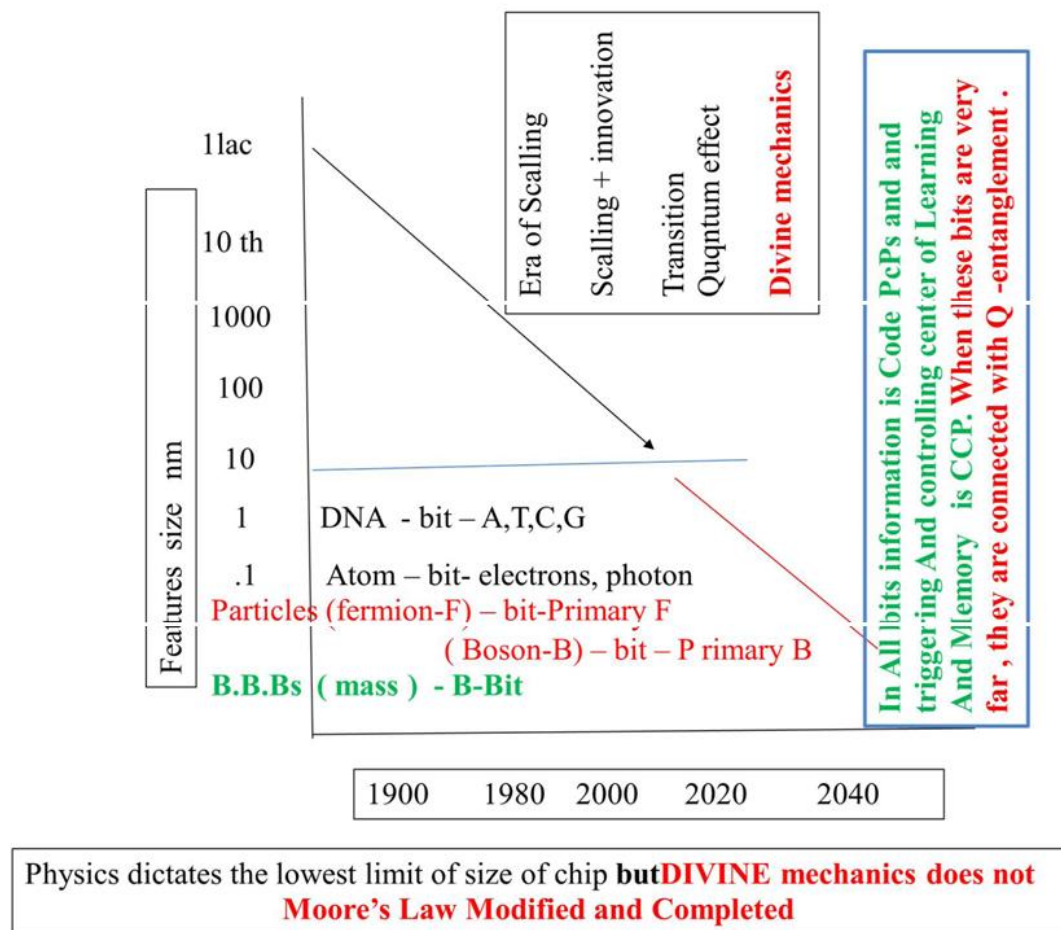 1lac
10 th
1000
100
10
1
.1
Features size nm
Era of Scalling
Scalling + innovation
Transition
Quqntum effect
Divine mechanics
DNA - bit – A,T,C,G
Atom – bit- electrons, photon
Particles (fermion-F) – bit-Primary F
( Boson-B) – bit – P rimary B
B.B.Bs ( mass ) - B-Bit
In All bits information is Code PcPs and and
triggering And controlling center of Learning
And Memory is CCP. When these bits are very
far , they are connected with Q -entanglement .
1900 1980 2000 2020 2040
Physics dictates the lowest limit of size of chip butDIVINE mechanics does not
Moore's Law Modified and Completed